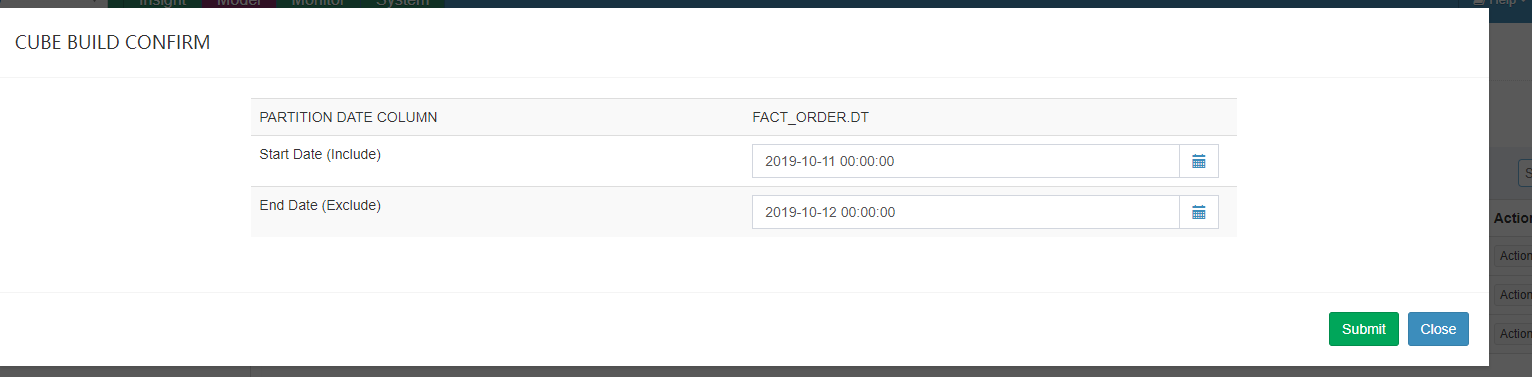 Insight Model Monitor System Help
CUBE BUILD CONFIRM
PARTITION DATE COLUMN FACT_ORDER.DT
Start Date (Include) 2019-10-11 00:00:00
End Date (Exclude) 2019-10-12 00:00:00
Action
Action
Action
Submit Close
Action